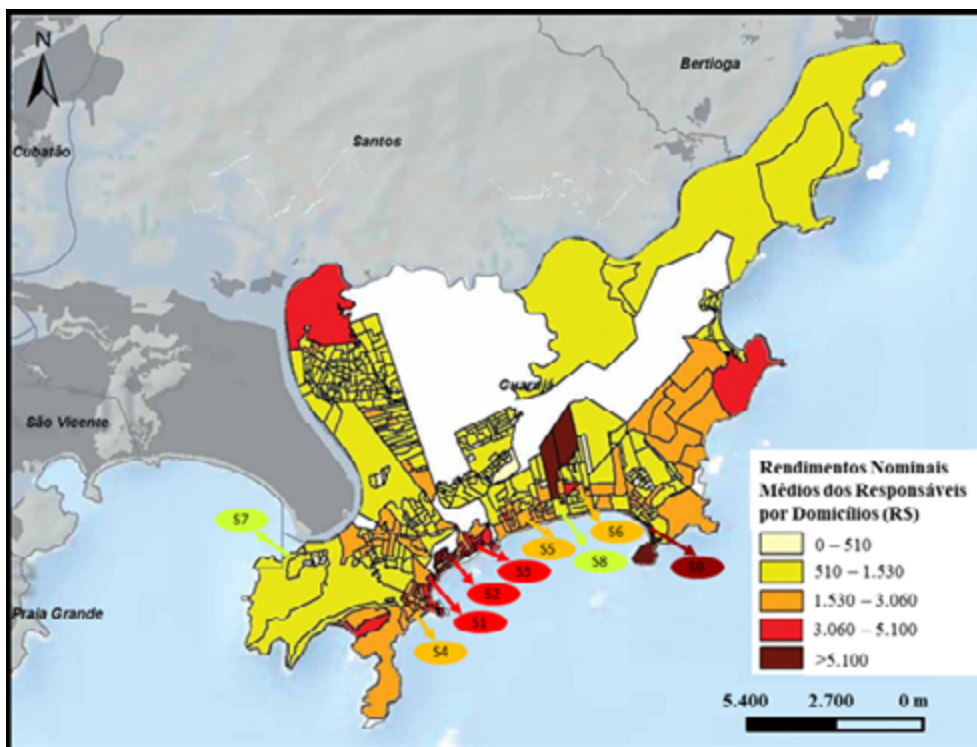 N
Bertioga
Santos
Cubatão
Guarujá
São Vicente
Praia Grande
S7
S5
S6
S8
S9
S3
S2
S1
S4
Rendimentos Nominais
Médios dos Responsáveis
por Domicílios (R$)
0 – 510
510 – 1.530
1.530 – 3.060
3.060 – 5.100
>5.100
5.400 2.700 0 m